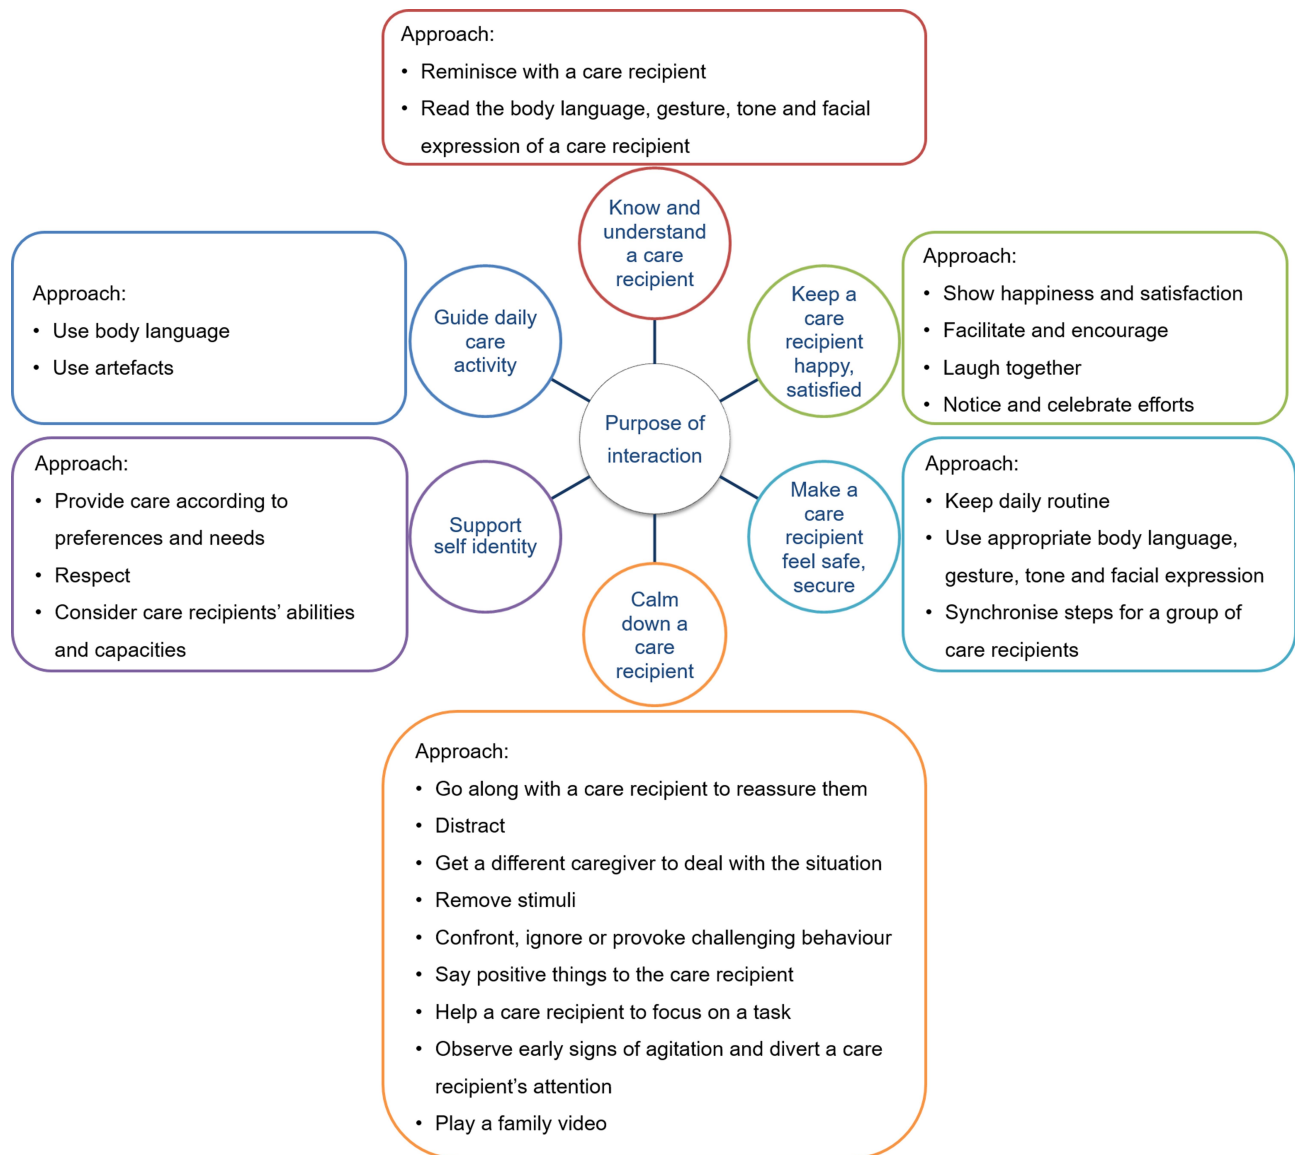 Approach:
• Reminisce with a care recipient
• Read the body language, gesture, tone and facial
expression of a care recipient
Know and
understand
a care
recipient
Approach:
• Use body language
• Use artefacts
Guide daily
care
activity
Keep a
care
recipient
happy,
satisfied
Approach:
• Show happiness and satisfaction
• Facilitate and encourage
• Laugh together
• Notice and celebrate efforts
Purpose of
interaction
Approach:
• Provide care according to
preferences and needs
• Respect
• Consider care recipients’ abilities
and capacities
Support
self identity
Make a
care
recipient
feel safe,
secure
Approach:
• Keep daily routine
• Use appropriate body language,
gesture, tone and facial expression
• Synchronise steps for a group of
care recipients
Calm
down a
care
recipient
Approach:
• Go along with a care recipient to reassure them
• Distract
• Get a different caregiver to deal with the situation
• Remove stimuli
• Confront, ignore or provoke challenging behaviour
• Say positive things to the care recipient
• Help a care recipient to focus on a task
• Observe early signs of agitation and divert a care
recipient’s attention
• Play a family video